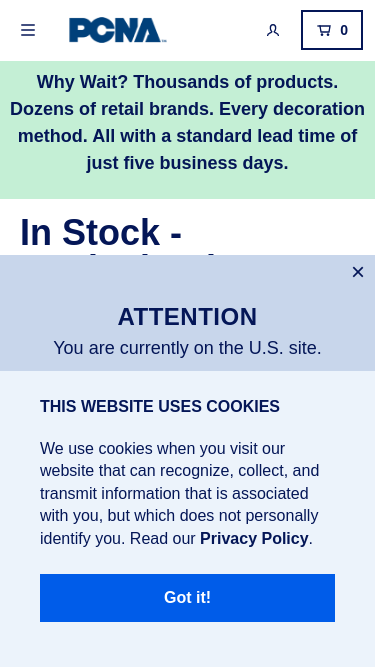 PCNA
0
Why Wait? Thousands of products.
Dozens of retail brands. Every decoration
method. All with a standard lead time of
just five business days.
In Stock -
ATTENTION
You are currently on the U.S. site.
THIS WEBSITE USES COOKIES
We use cookies when you visit our
website that can recognize, collect, and
transmit information that is associated
with you, but which does not personally
identify you. Read our Privacy Policy.
Got it!